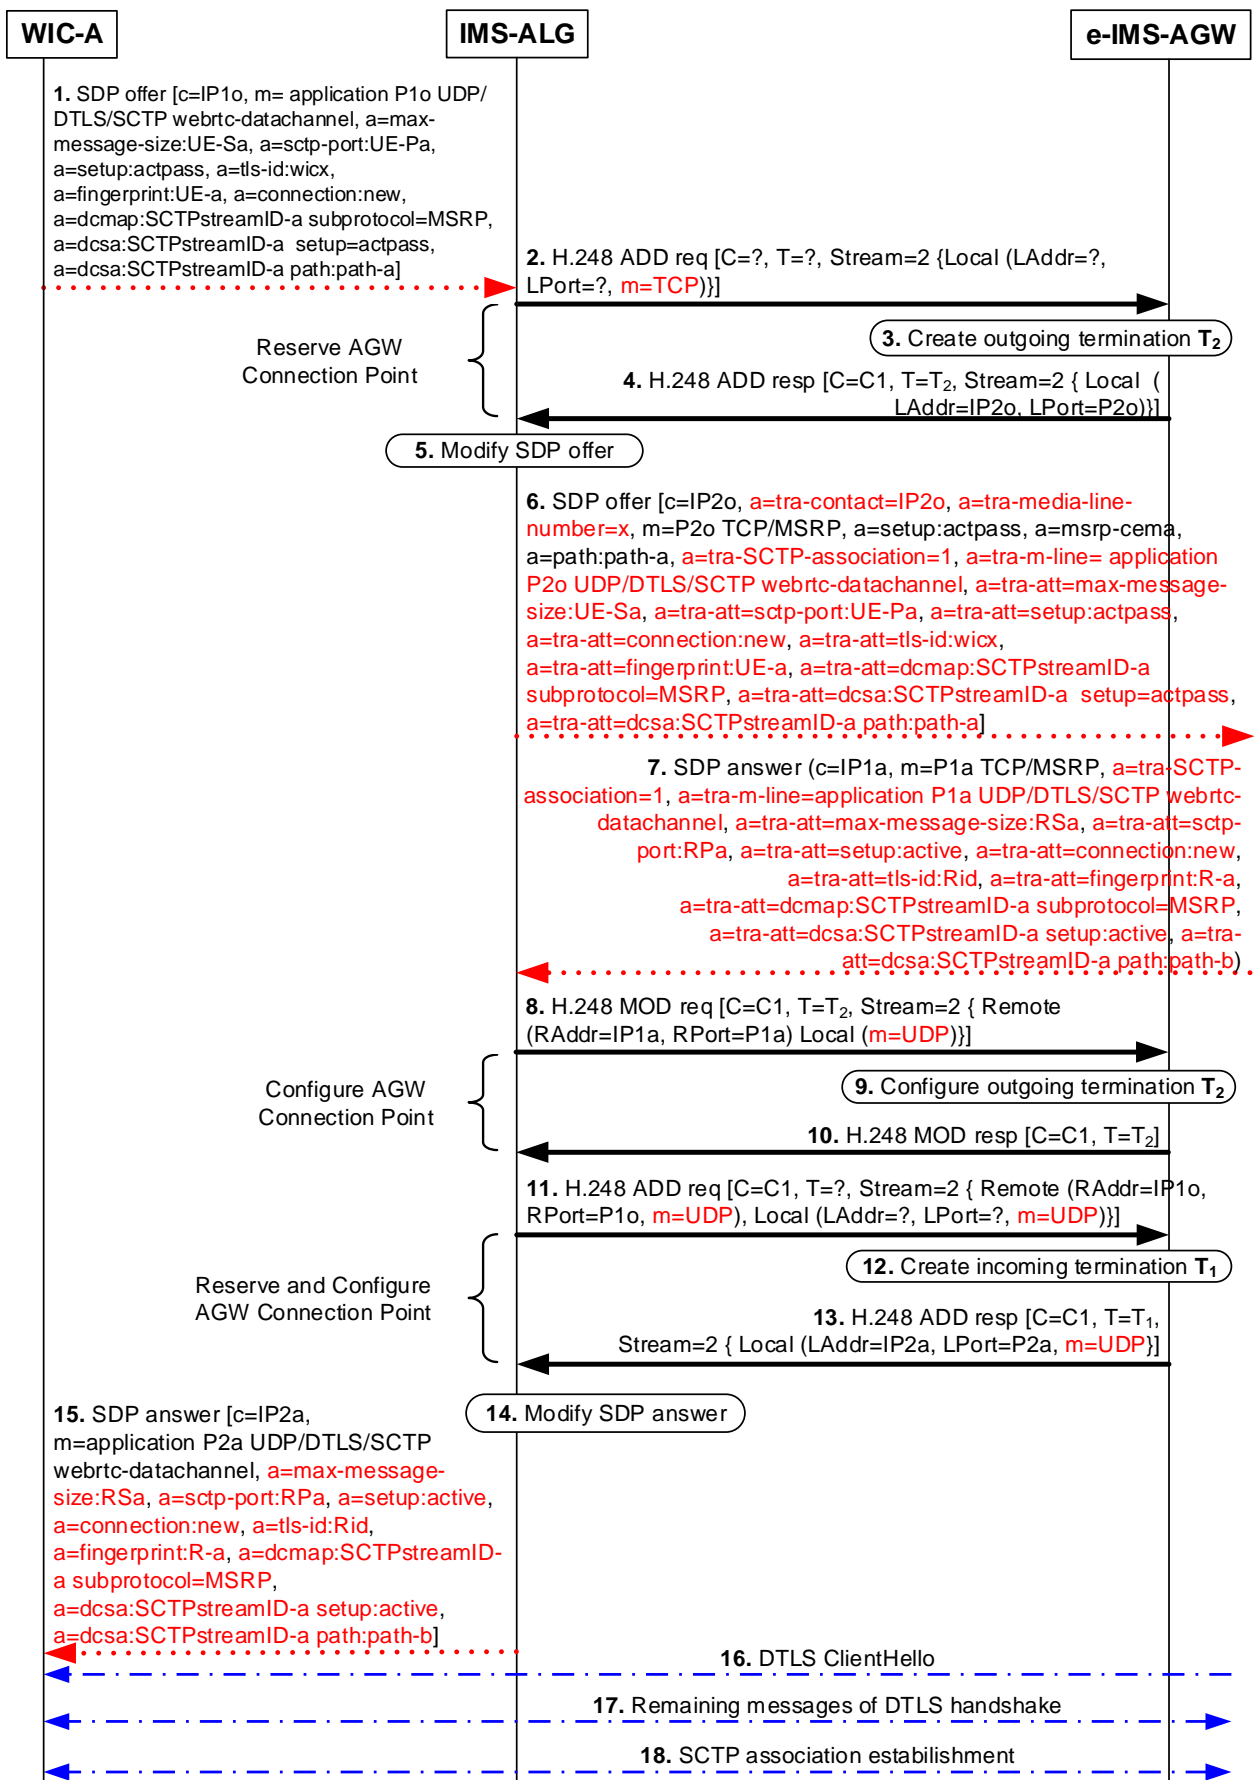 WIC-A
IMS-ALG
e-IMS-AGW
1. SDP offer [c=IP1o, m= application P1o UDP/
DTLS/SCTP webrtc-datachannel, a=max-
message-size:UE-Sa, a=sctp-port:UE-Pa,
a=setup:actpass, a=tls-id:wicx,
a=fingerprint:UE-a, a=connection:new,
a=dcmap:SCTPstreamID-a subprotocol=MSRP,
a=dcsa:SCTPstreamID-a  setup=actpass,
a=dcsa:SCTPstreamID-a path:path-a]
2. H.248 ADD req [C=?, T=?, Stream=2 {Local (LAddr=?,
LPort=?, m=TCP)}]
3. Create outgoing termination T2
Reserve AGW
Connection Point
4. H.248 ADD resp [C=C1, T=T2, Stream=2 { Local  (
LAddr=IP2o, LPort=P2o)}]
5. Modify SDP offer
6. SDP offer [c=IP2o, a=tra-contact=IP2o, a=tra-media-line-
number=x, m=P2o TCP/MSRP, a=setup:actpass, a=msrp-cema,
a=path:path-a, a=tra-SCTP-association=1, a=tra-m-line= application
P2o UDP/DTLS/SCTP webrtc-datachannel, a=tra-att=max-message-
size:UE-Sa, a=tra-att=sctp-port:UE-Pa, a=tra-att=setup:actpass,
a=tra-att=connection:new, a=tra-att=tls-id:wicx,
a=tra-att=fingerprint:UE-a, a=tra-att=dcmap:SCTPstreamID-a
subprotocol=MSRP, a=tra-att=dcsa:SCTPstreamID-a  setup=actpass,
a=tra-att=dcsa:SCTPstreamID-a path:path-a]
7. SDP answer (c=IP1a, m=P1a TCP/MSRP, a=tra-SCTP-
association=1, a=tra-m-line=application P1a UDP/DTLS/SCTP webrtc-
datachannel, a=tra-att=max-message-size:RSa, a=tra-att=sctp-
port:RPa, a=tra-att=setup:active, a=tra-att=connection:new,
a=tra-att=tls-id:Rid, a=tra-att=fingerprint:R-a,
a=tra-att=dcmap:SCTPstreamID-a subprotocol=MSRP,
a=tra-att=dcsa:SCTPstreamID-a setup:active, a=tra-
att=dcsa:SCTPstreamID-a path:path-b)
8. H.248 MOD req [C=C1, T=T2, Stream=2 { Remote
(RAddr=IP1a, RPort=P1a) Local (m=UDP)}]
9. Configure outgoing termination T2
Configure AGW
Connection Point
10. H.248 MOD resp [C=C1, T=T2]
11. H.248 ADD req [C=C1, T=?, Stream=2 { Remote (RAddr=IP1o,
RPort=P1o, m=UDP), Local (LAddr=?, LPort=?, m=UDP)}]
12. Create incoming termination T1
Reserve and Configure
AGW Connection Point
13. H.248 ADD resp [C=C1, T=T1,
Stream=2 { Local (LAddr=IP2a, LPort=P2a, m=UDP}]
14. Modify SDP answer
15. SDP answer [c=IP2a,
m=application P2a UDP/DTLS/SCTP
webrtc-datachannel, a=max-message-
size:RSa, a=sctp-port:RPa, a=setup:active,
a=connection:new, a=tls-id:Rid,
a=fingerprint:R-a, a=dcmap:SCTPstreamID-
a subprotocol=MSRP,
a=dcsa:SCTPstreamID-a setup:active,
a=dcsa:SCTPstreamID-a path:path-b]
16. DTLS ClientHello
17. Remaining messages of DTLS handshake
18. SCTP association estabilishment